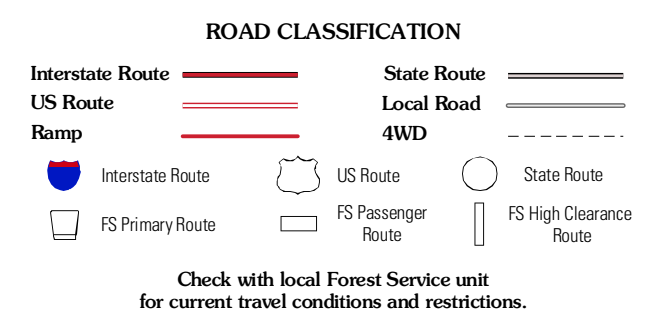 ROAD CLASSIFICATION
Interstate Route
State Route
US Route
Local Road
Ramp
4WD
Interstate Route
US Route
State Route
FS Primary Route
FS Passenger
Route
FS High Clearance
Route
Check with local Forest Service unit
for current travel conditions and restrictions.